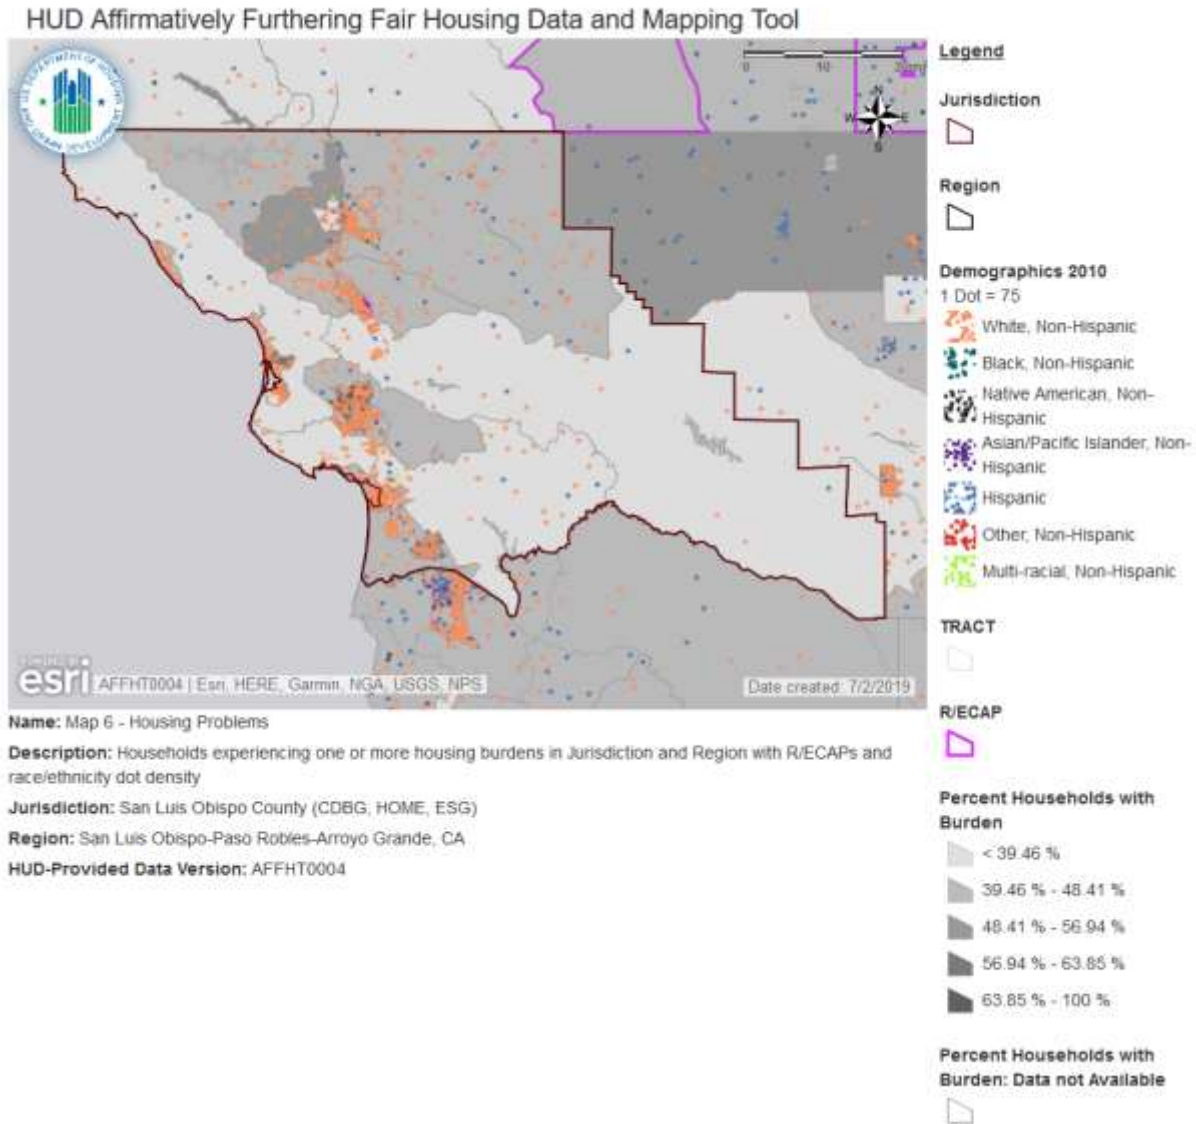 HUD Affirmatively Furthering Fair Housing Data and Mapping Tool
0 10
N
W E
S
esri AFFHT0004 | Esri, HERE, Garmin, NGA, USGS, NPS
Date created: 7/2/2019
Name: Map 6 - Housing Problems
Description: Households experiencing one or more housing burdens in Jurisdiction and Region with R/ECAPs and
race/ethnicity dot density
Jurisdiction: San Luis Obispo County (CDBG, HOME, ESG)
Region: San Luis Obispo-Paso Robles-Arroyo Grande, CA
HUD-Provided Data Version: AFFHT0004
Legend
Jurisdiction
Region
Demographics 2010
1 Dot = 75
White, Non-Hispanic
Black, Non-Hispanic
Native American, Non-
Hispanic
Asian/Pacific Islander, Non-
Hispanic
Hispanic
Other, Non-Hispanic
Multi-racial, Non-Hispanic
TRACT
R/ECAP
Percent Households with
Burden
< 39.46 %
39.46 % - 48.41 %
48.41 % - 56.94 %
56.94 % - 63.85 %
63.85 % - 100 %
Percent Households with
Burden: Data not Available